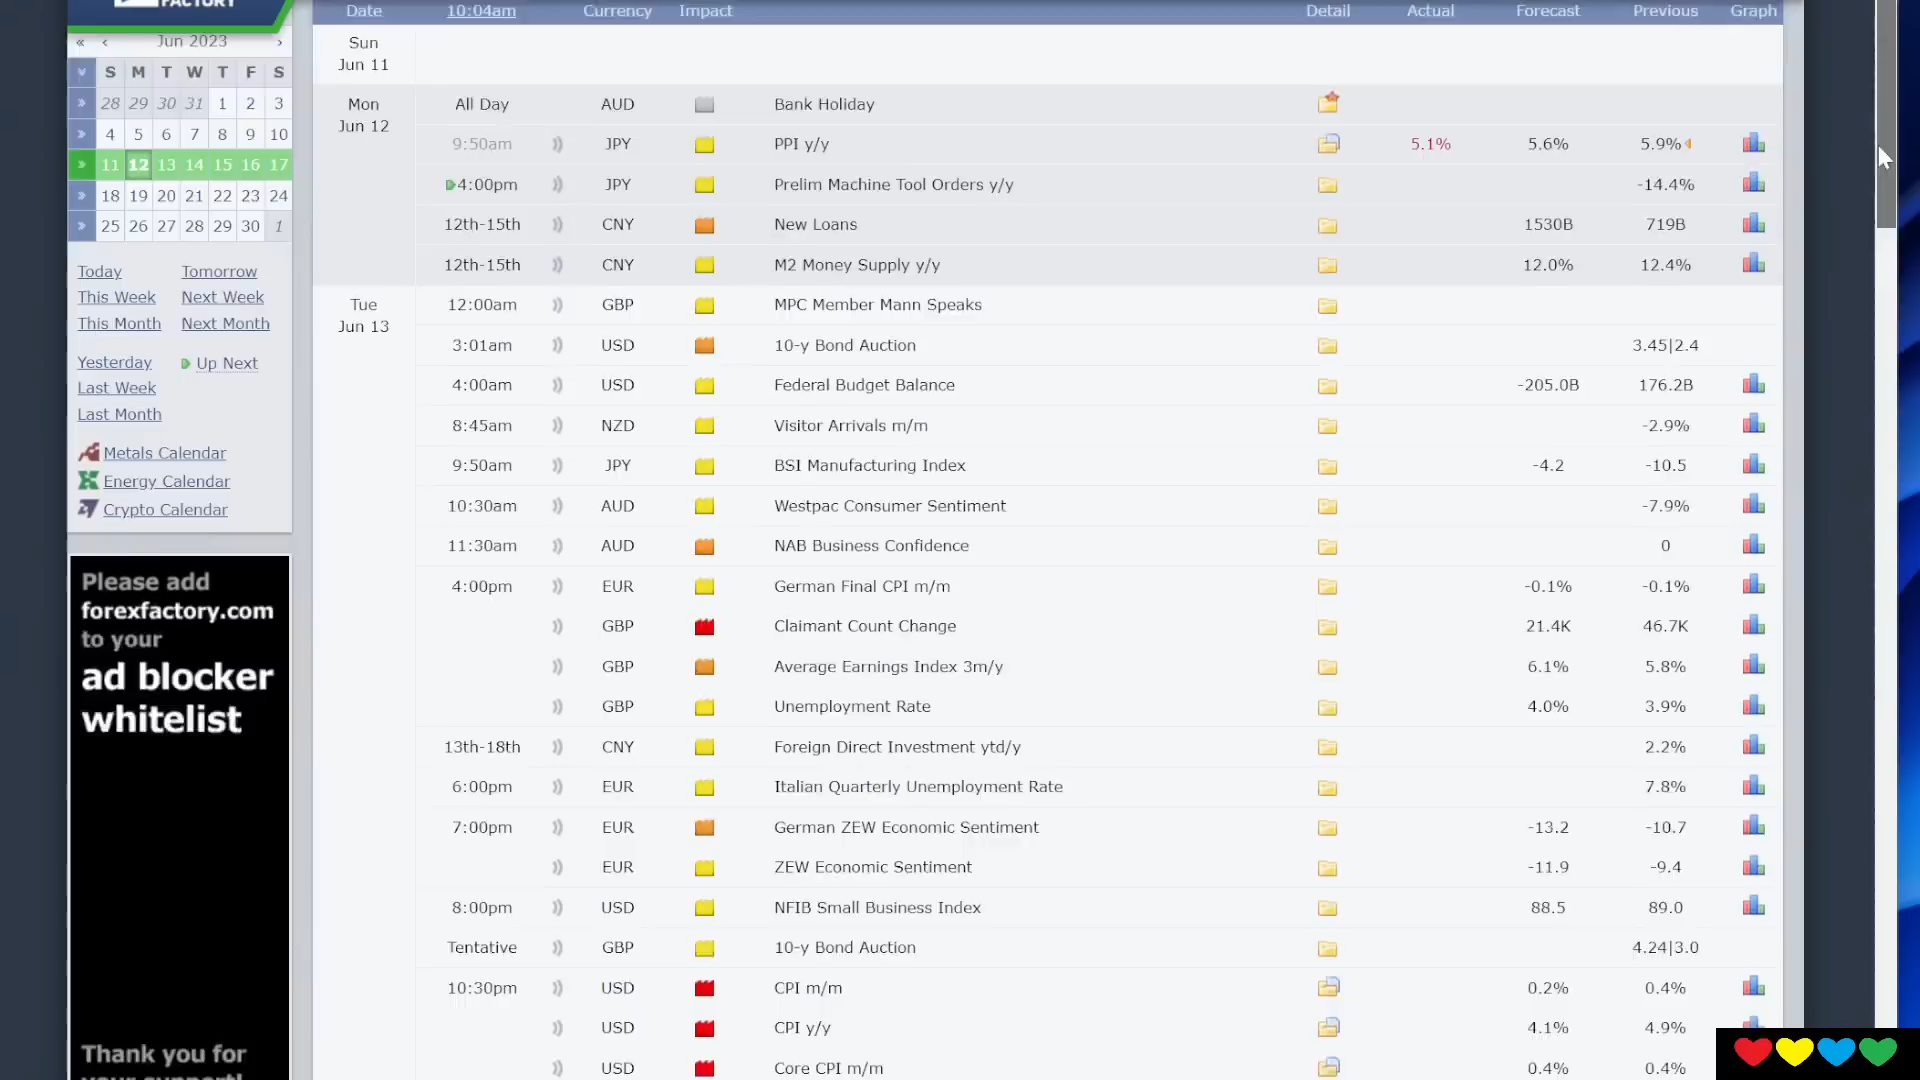 FACTORY
« ‹ Jun 2023 ›
S M T W T F S
28 29 30 31 1 2 3
4 5 6 7 8 9 10
11 12 13 14 15 16 17
18 19 20 21 22 23 24
25 26 27 28 29 30 1
Today Tomorrow
This Week Next Week
This Month Next Month
Yesterday Up Next
Last Week
Last Month
Metals Calendar
Energy Calendar
Crypto Calendar
Please add
forexfactory.com
to your
ad blocker
whitelist
Thank you for
your support!
Date 10:04am Currency Impact Detail Actual Forecast Previous Graph
Sun
Jun 11
Mon
Jun 12
All Day AUD Bank Holiday
9:50am JPY PPI y/y 5.1% 5.6% 5.9%
4:00pm JPY Prelim Machine Tool Orders y/y -14.4%
12th-15th CNY New Loans 1530B 719B
12th-15th CNY M2 Money Supply y/y 12.0% 12.4%
Tue
Jun 13
12:00am GBP MPC Member Mann Speaks
3:01am USD 10-y Bond Auction 3.45|2.4
4:00am USD Federal Budget Balance -205.0B 176.2B
8:45am NZD Visitor Arrivals m/m -2.9%
9:50am JPY BSI Manufacturing Index -4.2 -10.5
10:30am AUD Westpac Consumer Sentiment -7.9%
11:30am AUD NAB Business Confidence 0
4:00pm EUR German Final CPI m/m -0.1% -0.1%
GBP Claimant Count Change 21.4K 46.7K
GBP Average Earnings Index 3m/y 6.1% 5.8%
GBP Unemployment Rate 4.0% 3.9%
13th-18th CNY Foreign Direct Investment ytd/y 2.2%
6:00pm EUR Italian Quarterly Unemployment Rate 7.8%
7:00pm EUR German ZEW Economic Sentiment -13.2 -10.7
EUR ZEW Economic Sentiment -11.9 -9.4
8:00pm USD NFIB Small Business Index 88.5 89.0
Tentative GBP 10-y Bond Auction 4.24|3.0
10:30pm USD CPI m/m 0.2% 0.4%
USD CPI y/y 4.1% 4.9%
USD Core CPI m/m 0.4% 0.4%